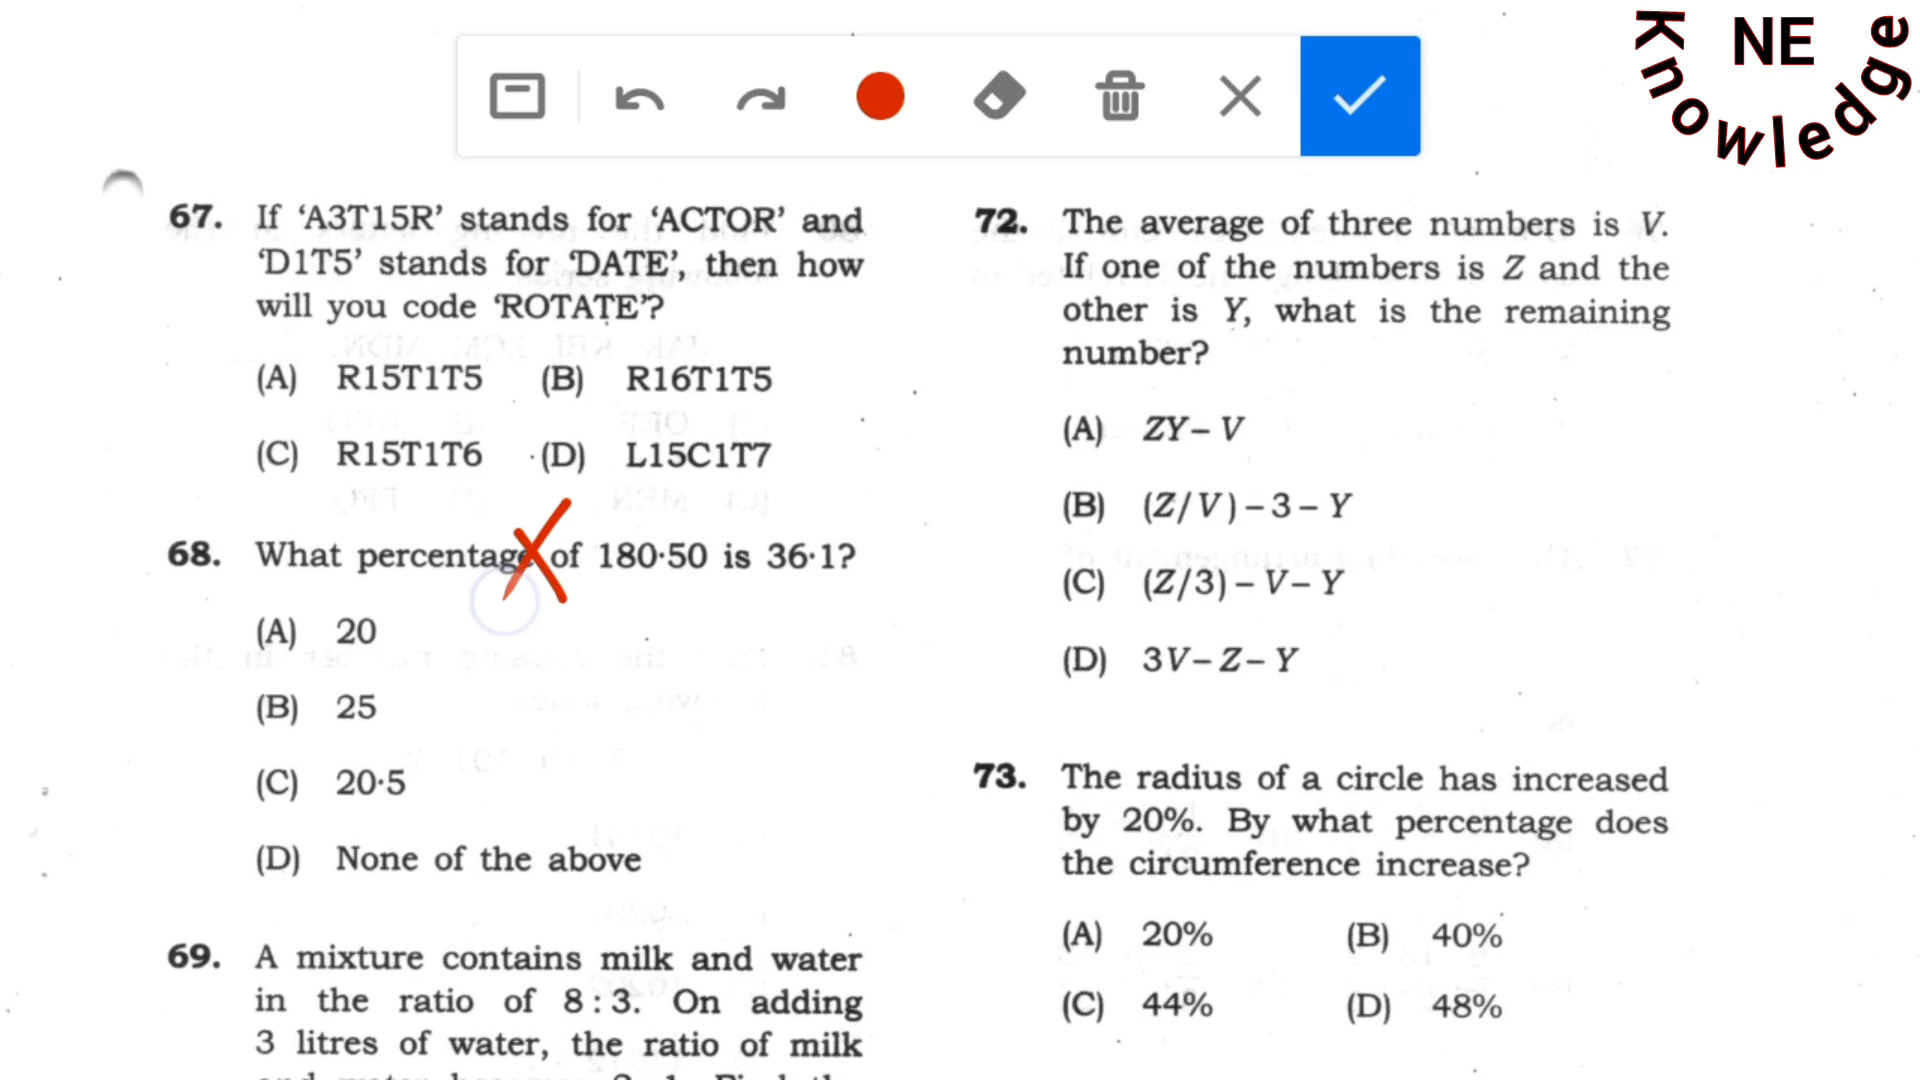 NE
Knowledge
67. If ‘A3T15R’ stands for ‘ACTOR’ and
‘D1T5’ stands for ‘DATE’, then how
will you code ‘ROTATE’?
(A) R15T1T5 (B) R16T1T5
(C) R15T1T6 (D) L15C1T7
68. What percentage of 180·50 is 36·1?
(A) 20
(B) 25
(C) 20·5
(D) None of the above
69. A mixture contains milk and water
in the ratio of 8 : 3. On adding
3 litres of water, the ratio of milk
72. The average of three numbers is V.
If one of the numbers is Z and the
other is Y, what is the remaining
number?
(A) ZY – V
(B) (Z/V) – 3 – Y
(C) (Z/3) – V – Y
(D) 3V – Z – Y
73. The radius of a circle has increased
by 20%. By what percentage does
the circumference increase?
(A) 20% (B) 40%
(C) 44% (D) 48%